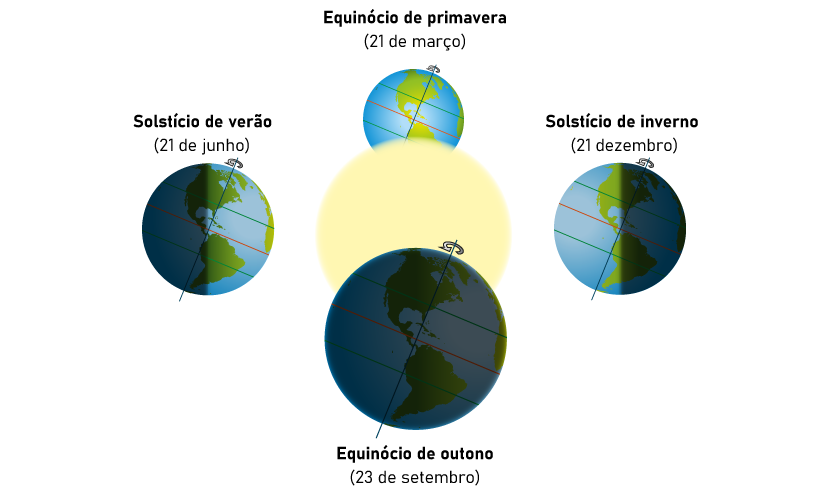 Equinócio de primavera
(21 de março)
Solstício de verão
(21 de junho)
Solstício de inverno
(21 dezembro)
Equinócio de outono
(23 de setembro)